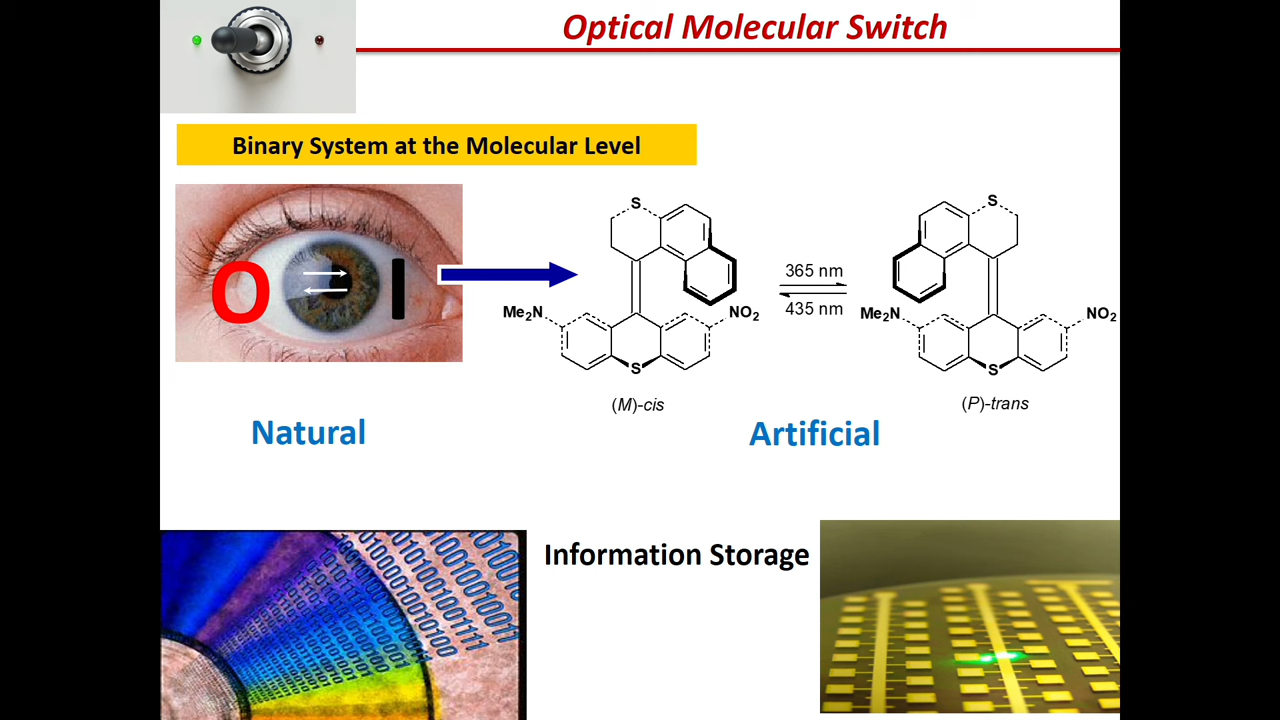 Optical Molecular Switch
Binary System at the Molecular Level
O I
S
S
365 nm
435 nm
Me2N
NO2
Me2N
NO2
S
S
(M)-cis
(P)-trans
Natural
Artificial
Information Storage